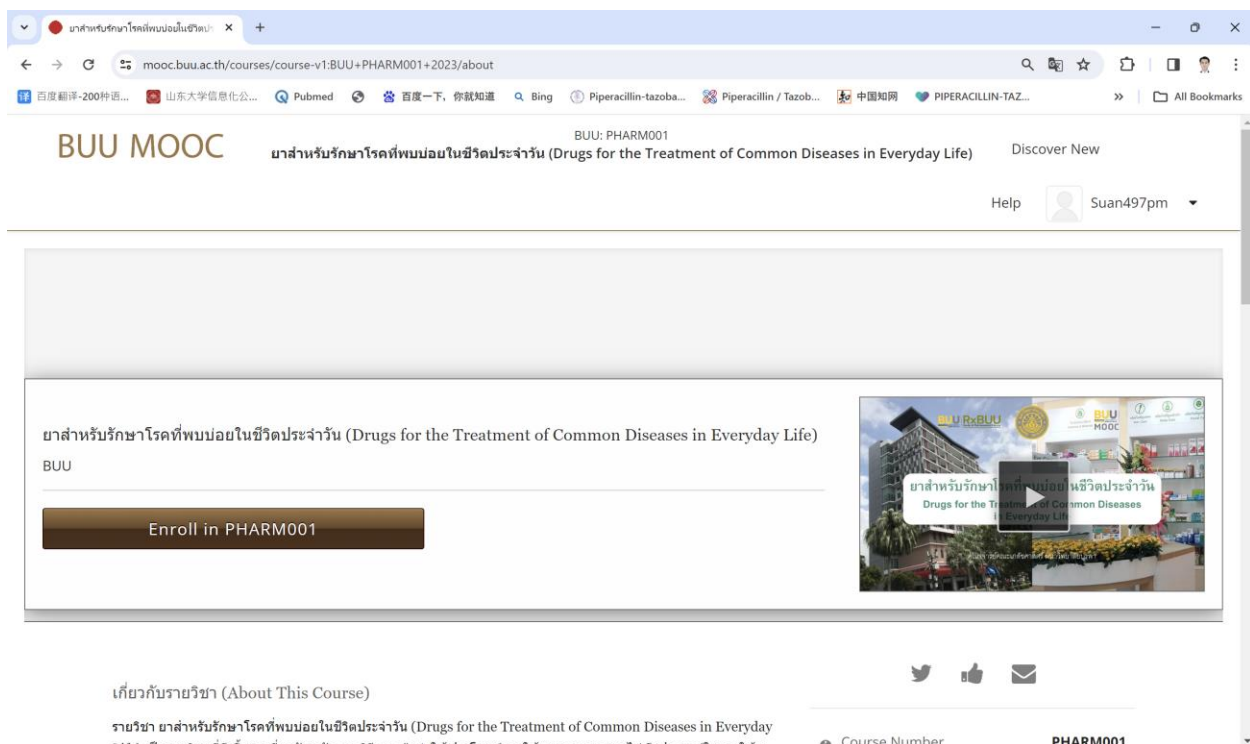 ยาสำหรับรักษาโรคที่พบบ่อยในชีวิตปร
mooc.buu.ac.th/courses/course-v1:BUU+PHARM001+2023/about
百度翻译-200种语... 山东大学信息化公... Pubmed 百度一下，你就知道 Bing Piperacillin-tazoba... Piperacillin / Tazob... 中国知网 PIPERACILLIN-TAZ... » All Bookmarks
BUU MOOC
BUU: PHARM001
ยาสำหรับรักษาโรคที่พบบ่อยในชีวิตประจำวัน (Drugs for the Treatment of Common Diseases in Everyday Life)
Discover New
Help Suan497pm
ยาสำหรับรักษาโรคที่พบบ่อยในชีวิตประจำวัน (Drugs for the Treatment of Common Diseases in Everyday Life)
BUU
Enroll in PHARM001
BUU RxBUU
BUU
MOOC
ยาสำหรับรักษาโรคที่พบบ่อยในชีวิตประจำวัน
Drugs for the Treatment of Common Diseases
in Everyday Life
เกี่ยวกับรายวิชา (About This Course)
รายวิชา ยาสำหรับรักษาโรคที่พบบ่อยในชีวิตประจำวัน (Drugs for the Treatment of Common Diseases in Everyday
Course Number PHARM001